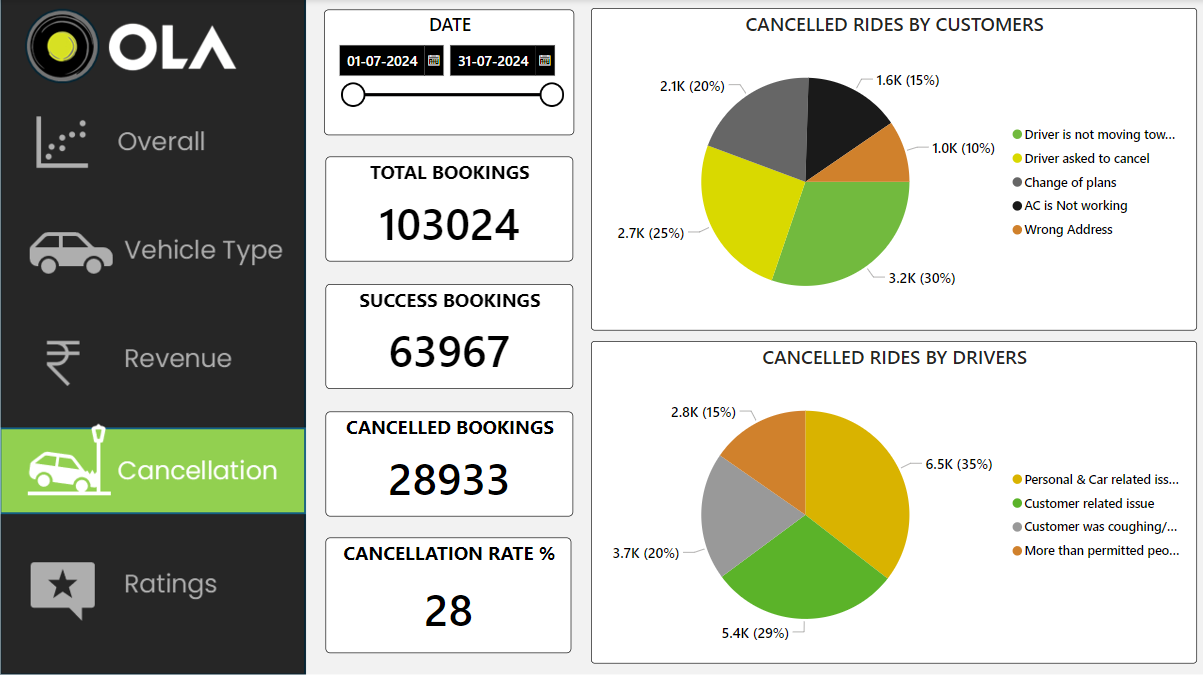 OLA
Overall
Vehicle Type
Revenue
Cancellation
Ratings
DATE
01-07-2024 31-07-2024
TOTAL BOOKINGS
103024
SUCCESS BOOKINGS
63967
CANCELLED BOOKINGS
28933
CANCELLATION RATE %
28
CANCELLED RIDES BY CUSTOMERS
2.1K (20%)
1.6K (15%)
1.0K (10%)
2.7K (25%)
3.2K (30%)
Driver is not moving tow...
Driver asked to cancel
Change of plans
AC is Not working
Wrong Address
CANCELLED RIDES BY DRIVERS
2.8K (15%)
6.5K (35%)
3.7K (20%)
5.4K (29%)
Personal & Car related iss...
Customer related issue
Customer was coughing/...
More than permitted peo...